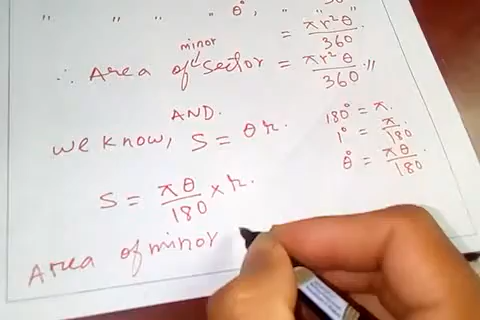 " " " " θ°, " "
= πr²θ/360
minor
∴ Area of sector = πr²θ/360 ,,
AND.
we know, S = θr.
180° = π.
1° = π/180
θ° = πθ/180
S = πθ/180 × r.
Area of minor